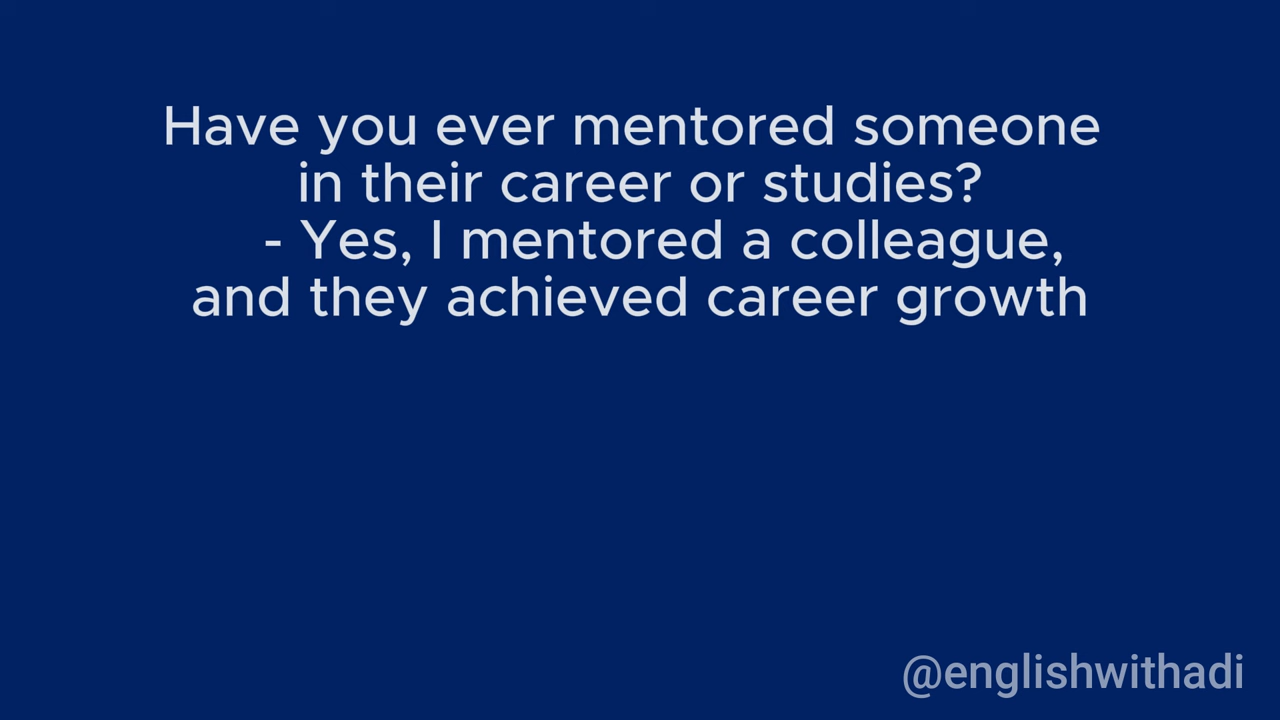 Have you ever mentored someone
in their career or studies?
- Yes, I mentored a colleague,
and they achieved career growth
@englishwithadi